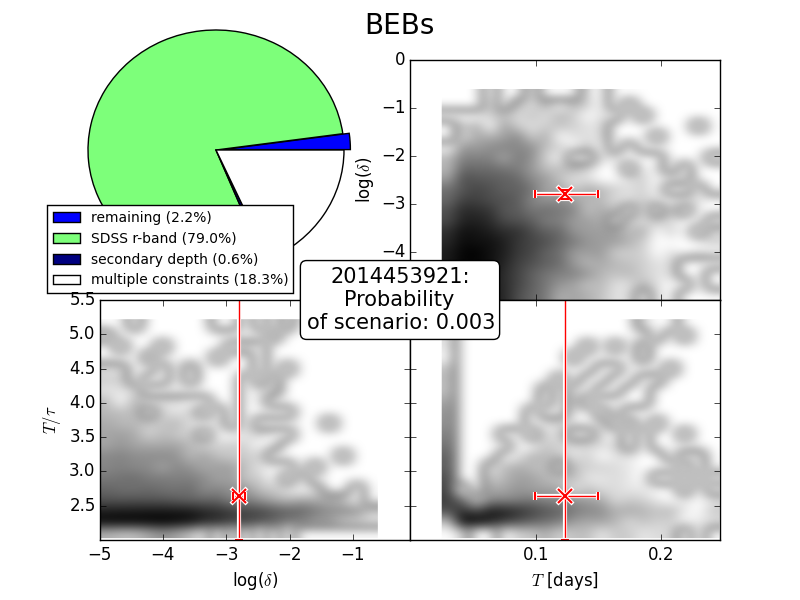 BEBs
remaining (2.2%)
SDSS r-band (79.0%)
secondary depth (0.6%)
multiple constraints (18.3%)
0
−1
−2
−3
−4
log(δ)
2014453921:
Probability
of scenario: 0.003
5.5
5.0
4.5
4.0
3.5
3.0
2.5
T/τ
−5 −4 −3 −2 −1
log(δ)
0.1 0.2
T [days]